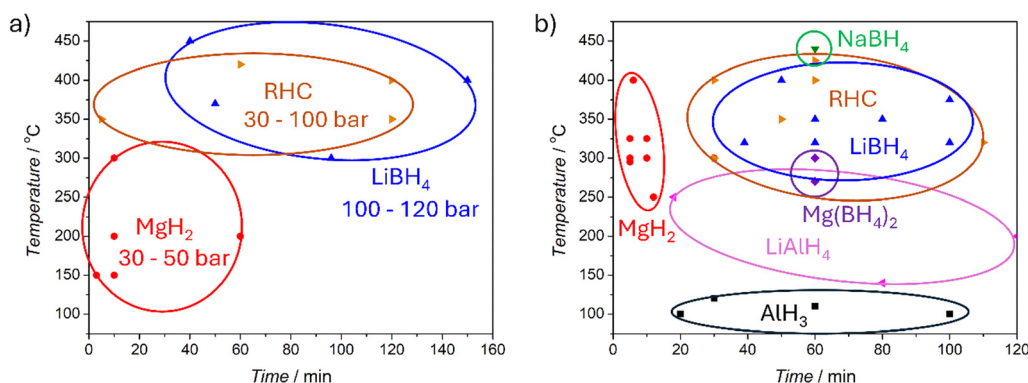 a)
Temperature / °C
450
400
350
300
250
200
150
100
0 20 40 60 80 100 120 140 160
Time / min
RHC
30 - 100 bar
LiBH4
100 - 120 bar
MgH2
30 - 50 bar
b)
Temperature / °C
450
400
350
300
250
200
150
100
0 20 40 60 80 100 120
Time / min
NaBH4
RHC
LiBH4
MgH2
Mg(BH4)2
LiAlH4
AlH3